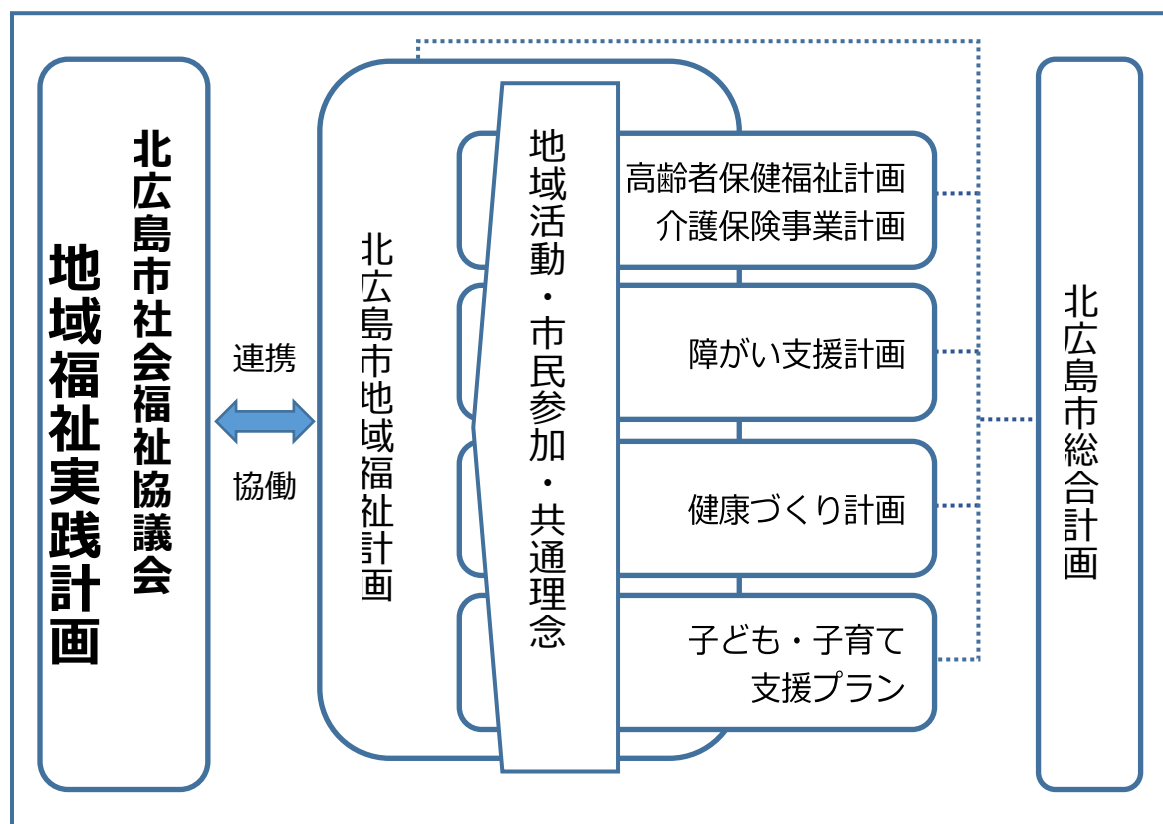 北広島市社会福祉協議会
地域福祉実践計画
連携
協働
北広島市地域福祉計画
地域活動・市民参加・共通理念
高齢者保健福祉計画
介護保険事業計画
障がい支援計画
健康づくり計画
子ども・子育て
支援プラン
北広島市総合計画